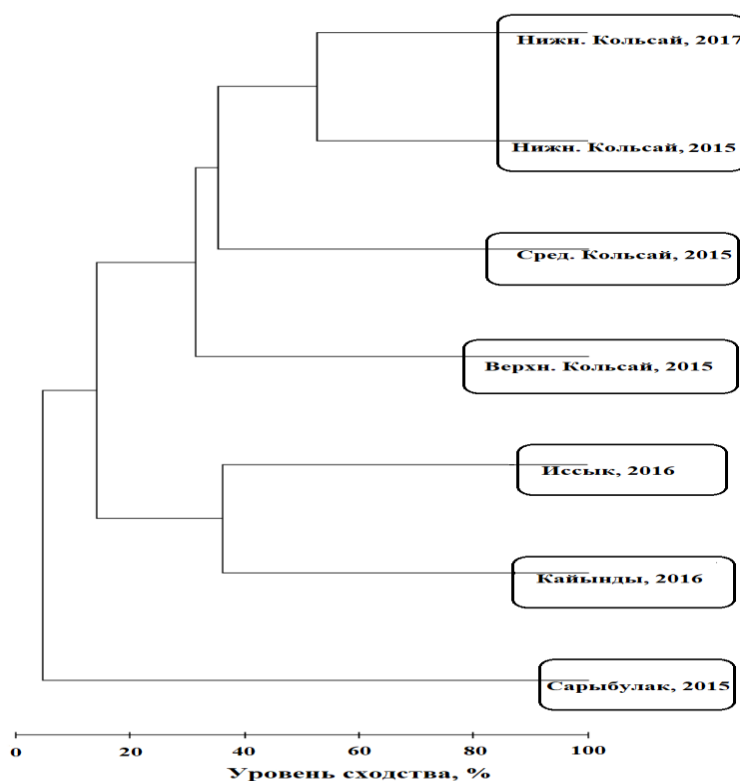 Нижн. Кольсай, 2017
Нижн. Кольсай, 2015
Сред. Кольсай, 2015
Верхн. Кольсай, 2015
Иссык, 2016
Кайынды, 2016
Сарыбулак, 2015
0 20 40 60 80 100
Уровень сходства, %